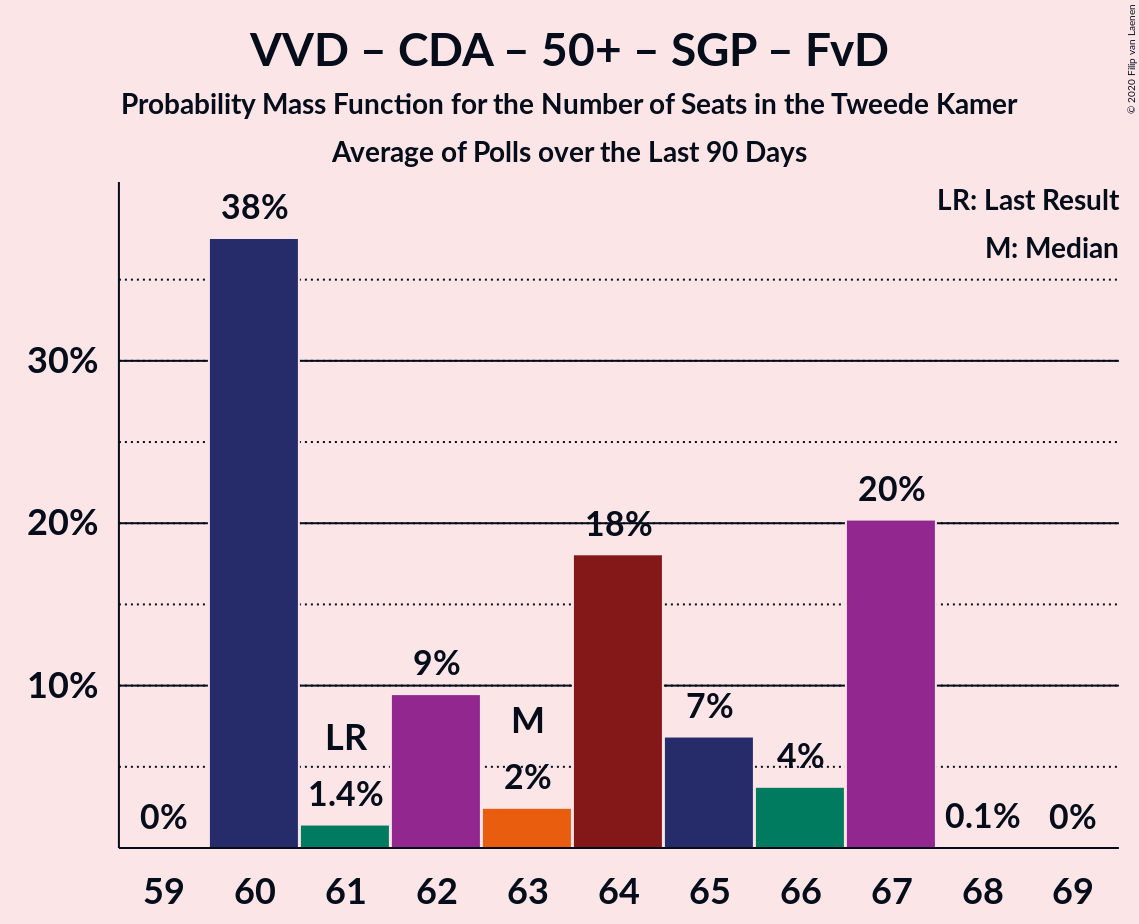 VVD – CDA – 50+ – SGP – FvD
Probability Mass Function for the Number of Seats in the Tweede Kamer
Average of Polls over the Last 90 Days
© 2020 Filip van Laenen
LR: Last Result
M: Median
38%
30%
20%
18%
20%
10%
9%
7%
M
LR
4%
2%
1.4%
0%
0.1%
0%
59 60 61 62 63 64 65 66 67 68 69